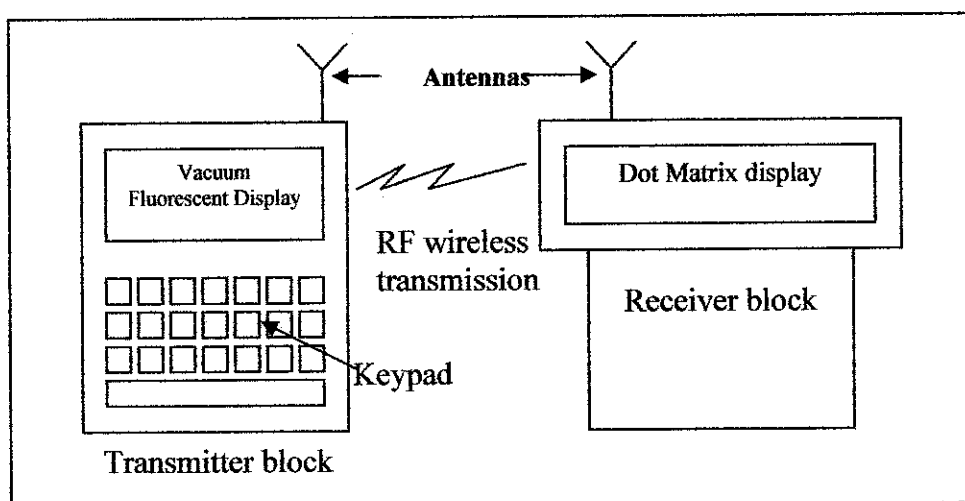 Antennas
Vacuum
Fluorescent Display
Dot Matrix display
RF wireless
transmission
Receiver block
Keypad
Transmitter block